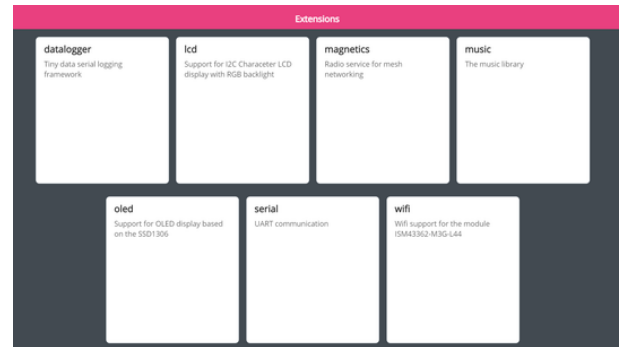 Extensions
datalogger
Tiny data serial logging
framework
lcd
Support for I2C Characeter LCD
display with RGB backlight
magnetics
Radio service for mesh
networking
music
The music library
oled
Support for OLED display based
on the SSD1306
serial
UART communication
wifi
Wifi support for the module
ISM43362-M3G-L44